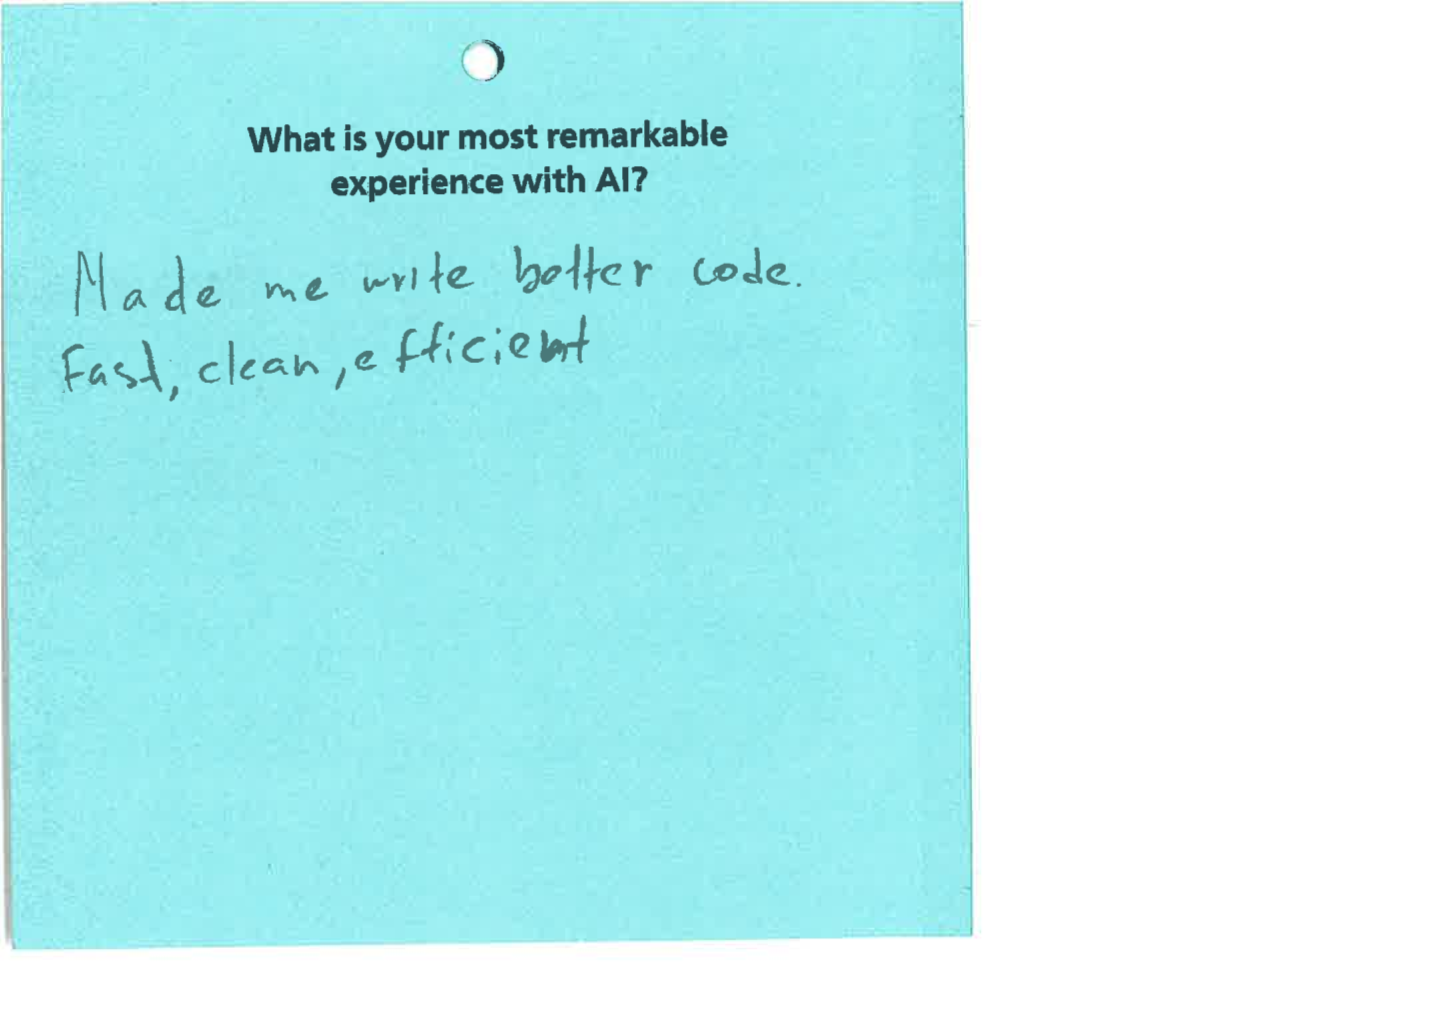 What is your most remarkable
experience with AI?
Made me write better code.
Fast, clean, efficient